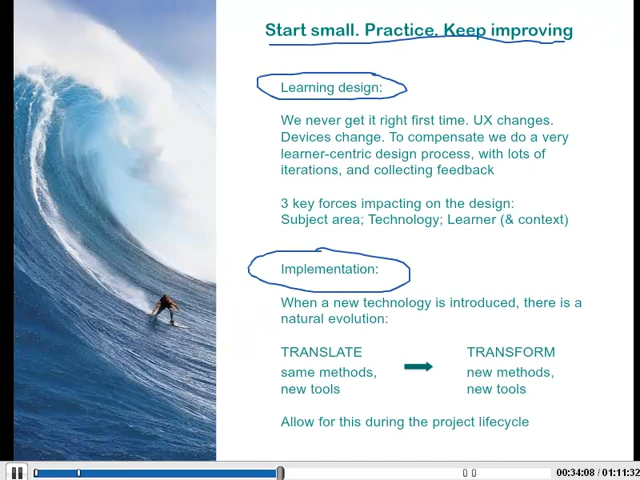 Start small. Practice. Keep improving
Learning design:
We never get it right first time. UX changes.
Devices change. To compensate we do a very
learner-centric design process, with lots of
iterations, and collecting feedback
3 key forces impacting on the design:
Subject area; Technology; Learner (& context)
Implementation:
When a new technology is introduced, there is a
natural evolution:
TRANSLATE
same methods,
new tools
TRANSFORM
new methods,
new tools
Allow for this during the project lifecycle
00:34:08 / 01:11:32